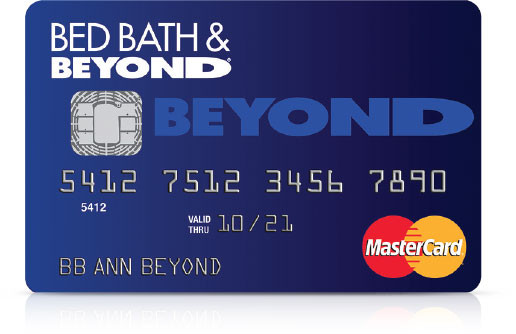 BED BATH &
BEYOND®
BEYOND
5412 7512 3456 7890
5412
VALID
THRU 10/21
MasterCard
BB ANN BEYOND